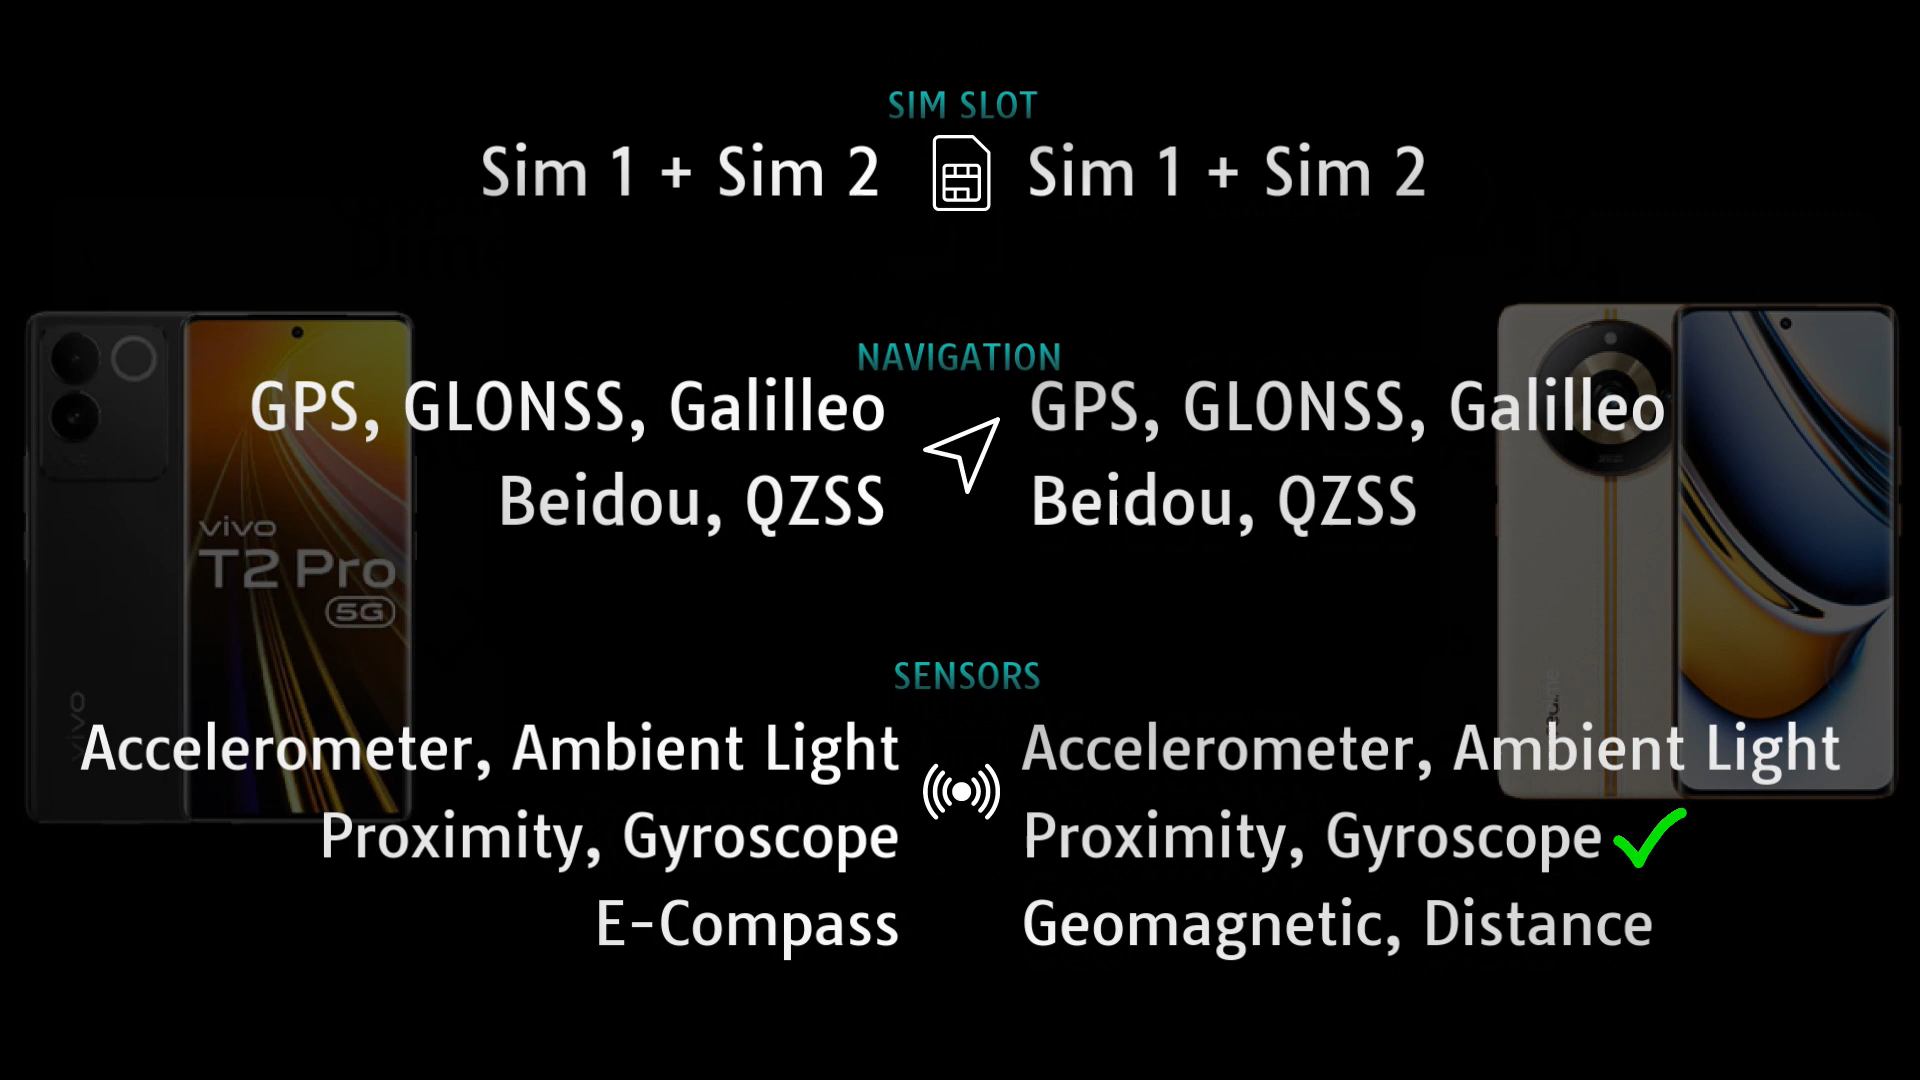 SIM SLOT
Sim 1 + Sim 2
Sim 1 + Sim 2
NAVIGATION
GPS, GLONSS, Galilleo
Beidou, QZSS
GPS, GLONSS, Galilleo
Beidou, QZSS
vivo
T2 Pro
5G
vivo
SENSORS
Accelerometer, Ambient Light
Proximity, Gyroscope
E-Compass
Accelerometer, Ambient Light
Proximity, Gyroscope
Geomagnetic, Distance
realme